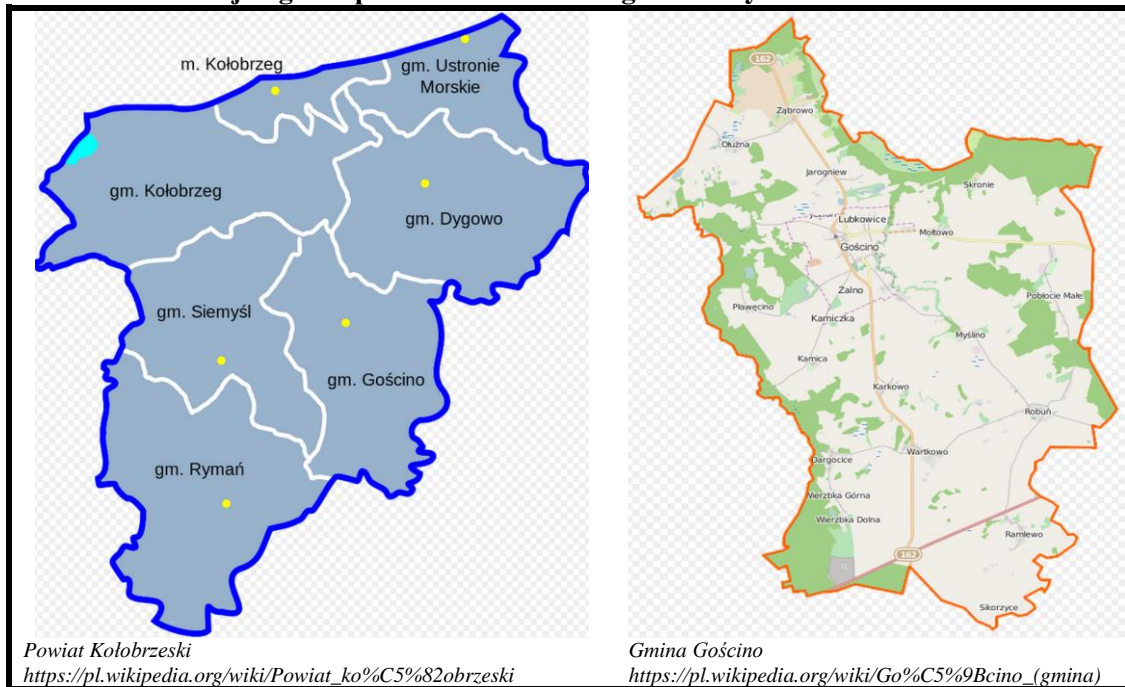 m. Kołobrzeg
gm. Ustronie
Morskie
gm. Kołobrzeg
gm. Dygowo
gm. Siemyśl
gm. Gościno
gm. Rymań
162
Ząbrowo
Ołużna
Jarogniew
Skronie
Lubkowice
Mołtowo
Gościno
Żalno
Pobłocie Małe
Pławęcino
Kamiczka
Myślino
Kamica
Karkowo
Robuń
Wartkowo
Dargocice
Wierzbka Górna
Wierzbka Dolna
Ramlewo
162
Sikorzyce
Powiat Kołobrzeski
https://pl.wikipedia.org/wiki/Powiat_ko%C5%82obrzeski
Gmina Gościno
https://pl.wikipedia.org/wiki/Go%C5%9Bcino_(gmina)